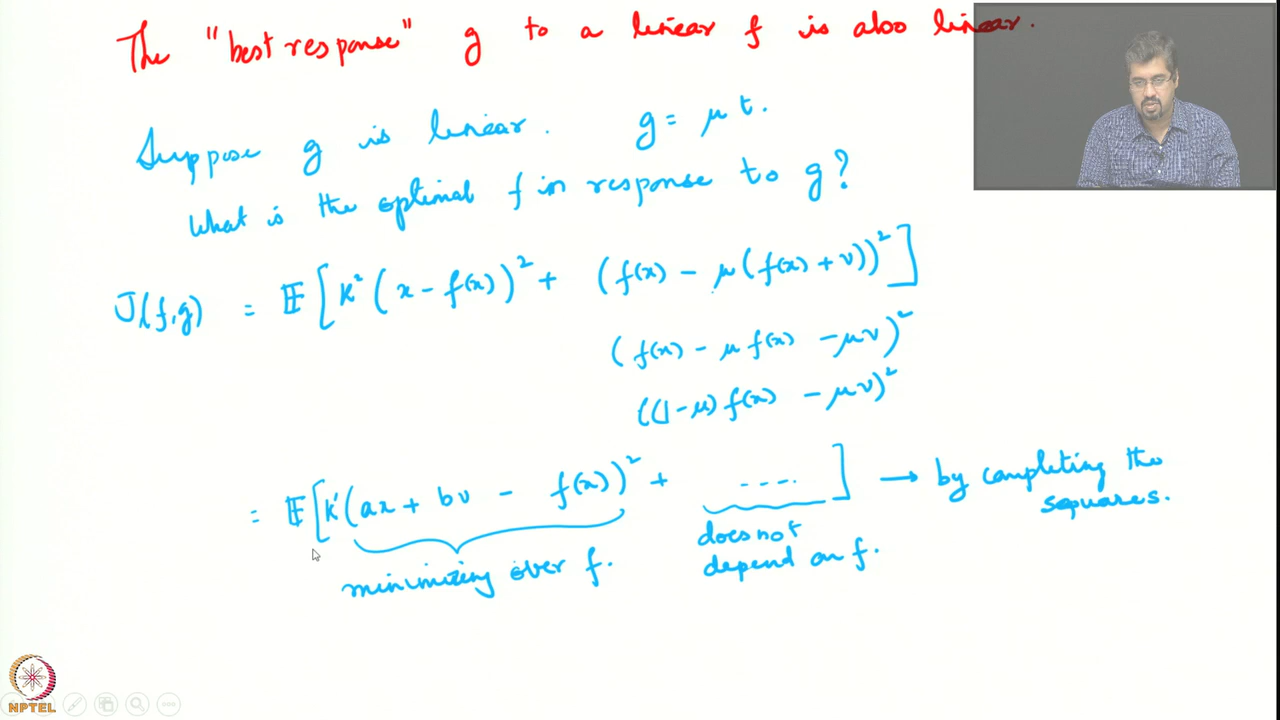 The "best response" g to a linear f is also linear.
Suppose g is linear. g = μt.
What is the optimal f in response to g?
J(f,g) = 𝔼[k²(x - f(x))² + (f(x) - μ(f(x) + v))²]
(f(x) - μf(x) - μv)²
((1-μ)f(x) - μv)²
= 𝔼[k'(ax + bv - f(x))² + ....] → by completing the squares.
minimizing over f.
does not
depend on f.
NPTEL